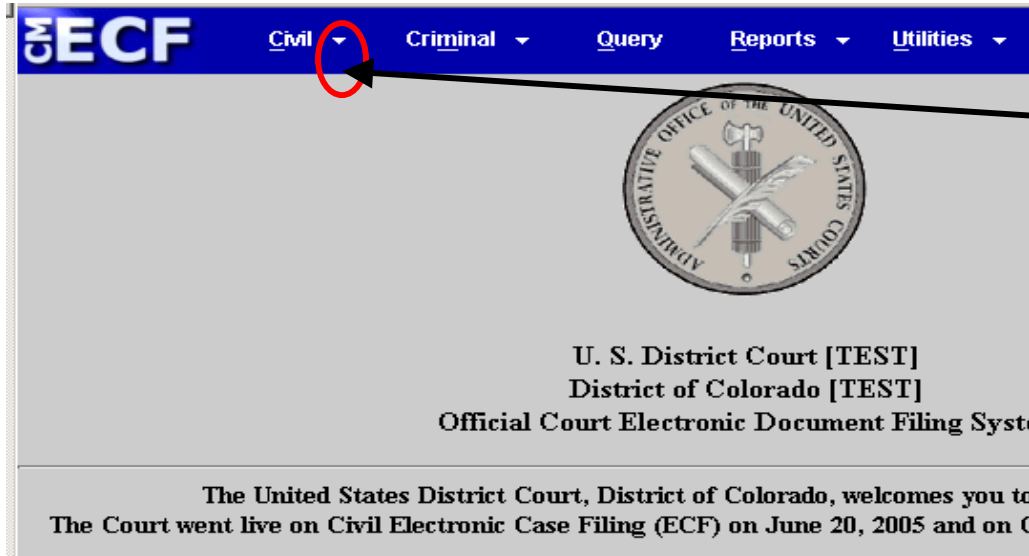 CM ECF Civil Criminal Query Reports Utilities
ADMINISTRATIVE OFFICE OF THE UNITED STATES COURTS
U. S. District Court [TEST]
District of Colorado [TEST]
Official Court Electronic Document Filing Syste
The United States District Court, District of Colorado, welcomes you to
The Court went live on Civil Electronic Case Filing (ECF) on June 20, 2005 and on